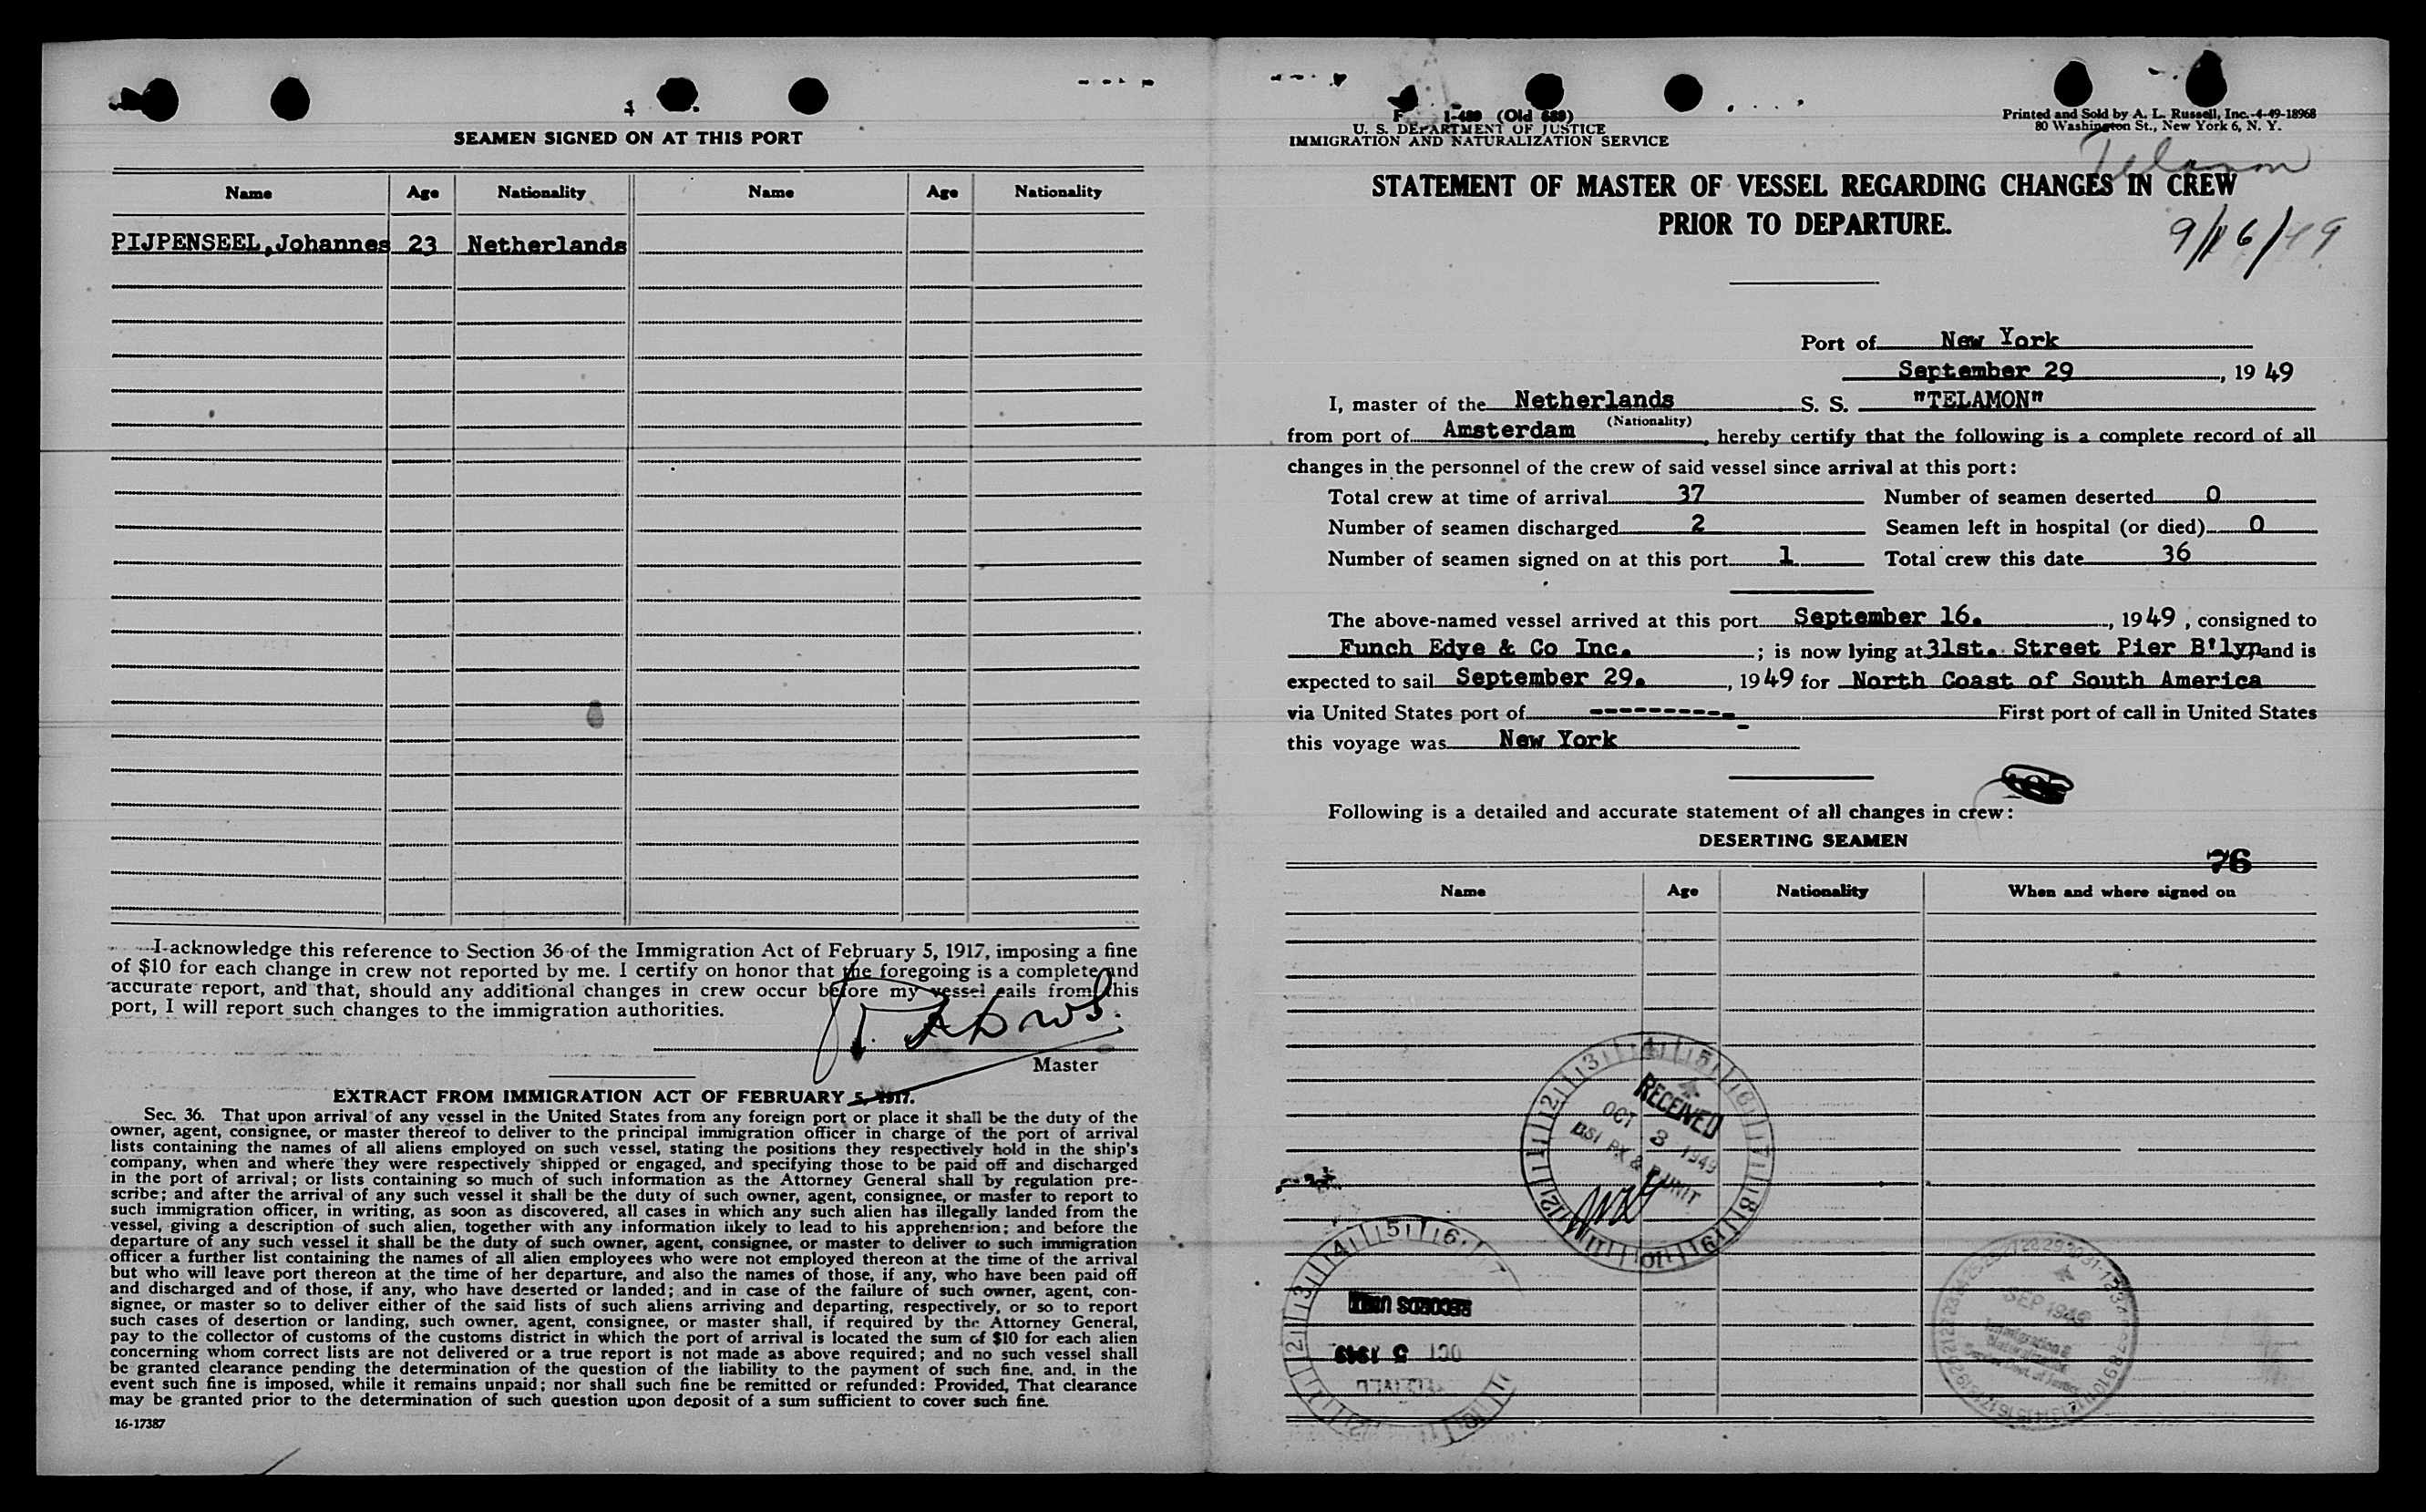 SEAMEN SIGNED ON AT THIS PORT
Name Age Nationality Name Age Nationality
PIJPENSEEL,Johannes 23 Netherlands
I acknowledge this reference to Section 36 of the Immigration Act of February 5, 1917, imposing a fine
of $10 for each change in crew not reported by me. I certify on honor that the foregoing is a complete and
accurate report, and that, should any additional changes in crew occur before my vessel sails from this
port, I will report such changes to the immigration authorities.
Master
EXTRACT FROM IMMIGRATION ACT OF FEBRUARY 5, 1917.
Sec. 36. That upon arrival of any vessel in the United States from any foreign port or place it shall be the duty of the
owner, agent, consignee, or master thereof to deliver to the principal immigration officer in charge of the port of arrival
lists containing the names of all aliens employed on such vessel, stating the positions they respectively hold in the ship's
company, when and where they were respectively shipped or engaged, and specifying those to be paid off and discharged
in the port of arrival; or lists containing so much of such information as the Attorney General shall by regulation pre-
scribe; and after the arrival of any such vessel it shall be the duty of such owner, agent, consignee, or master to report to
such immigration officer, in writing, as soon as discovered, all cases in which any such alien has illegally landed from the
vessel, giving a description of such alien, together with any information likely to lead to his apprehension; and before the
departure of any such vessel it shall be the duty of such owner, agent, consignee, or master to deliver to such immigration
officer a further list containing the names of all alien employees who were not employed thereon at the time of the arrival
but who will leave port thereon at the time of her departure, and also the names of those, if any, who have been paid off
and discharged and of those, if any, who have deserted or landed; and in case of the failure of such owner, agent, con-
signee, or master so to deliver either of the said lists of such aliens arriving and departing, respectively, or so to report
such cases of desertion or landing, such owner, agent, consignee, or master shall, if required by the Attorney General,
pay to the collector of customs of the customs district in which the port of arrival is located the sum of $10 for each alien
concerning whom correct lists are not delivered or a true report is not made as above required; and no such vessel shall
be granted clearance pending the determination of the question of the liability to the payment of such fine, and, in the
event such fine is imposed, while it remains unpaid; nor shall such fine be remitted or refunded: Provided, That clearance
may be granted prior to the determination of such question upon deposit of a sum sufficient to cover such fine.
16-17387
I-489 (Old 689)
U. S. DEPARTMENT OF JUSTICE
IMMIGRATION AND NATURALIZATION SERVICE
Printed and Sold by A. L. Russell, Inc.-4-49-18968
80 Washington St., New York 6, N. Y.
Telamon
STATEMENT OF MASTER OF VESSEL REGARDING CHANGES IN CREW
PRIOR TO DEPARTURE.
9/16/49
Port of New York
September 29, 1949
I, master of the Netherlands S. S. "TELAMON"
(Nationality)
from port of Amsterdam, hereby certify that the following is a complete record of all
changes in the personnel of the crew of said vessel since arrival at this port:
Total crew at time of arrival 37 Number of seamen deserted 0
Number of seamen discharged 2 Seamen left in hospital (or died) 0
Number of seamen signed on at this port 1 Total crew this date 36
The above-named vessel arrived at this port September 16., 1949, consigned to
Funch Edye & Co Inc. ; is now lying at 31st. Street Pier B'lyn and is
expected to sail September 29., 1949 for North Coast of South America
via United States port of ---------- First port of call in United States
this voyage was New York
Following is a detailed and accurate statement of all changes in crew:
DESERTING SEAMEN
76
Name Age Nationality When and where signed on
RECEIVED
OCT 3 1949
BSI PX & P UNIT
RECORDS UNIT
OCT 5 1949
SEP 1949
Immigration &
Naturalization
Service Dept. of Justice